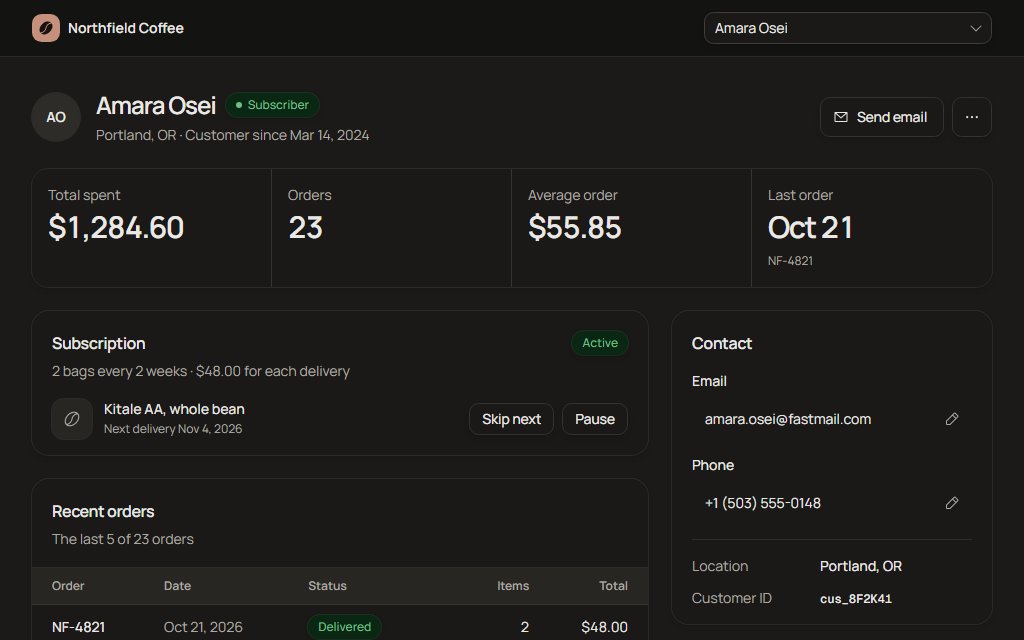 Northfield Coffee
Amara Osei
AO
Amara Osei
Subscriber
Portland, OR · Customer since Mar 14, 2024
Send email
Total spent
$1,284.60
Orders
23
Average order
$55.85
Last order
Oct 21
NF-4821
Subscription
Active
2 bags every 2 weeks · $48.00 for each delivery
Kitale AA, whole bean
Next delivery Nov 4, 2026
Skip next
Pause
Contact
Email
amara.osei@fastmail.com
Phone
+1 (503) 555-0148
Location Portland, OR
Customer ID cus_8F2K41
Recent orders
The last 5 of 23 orders
Order Date Status Items Total
NF-4821 Oct 21, 2026 Delivered 2 $48.00